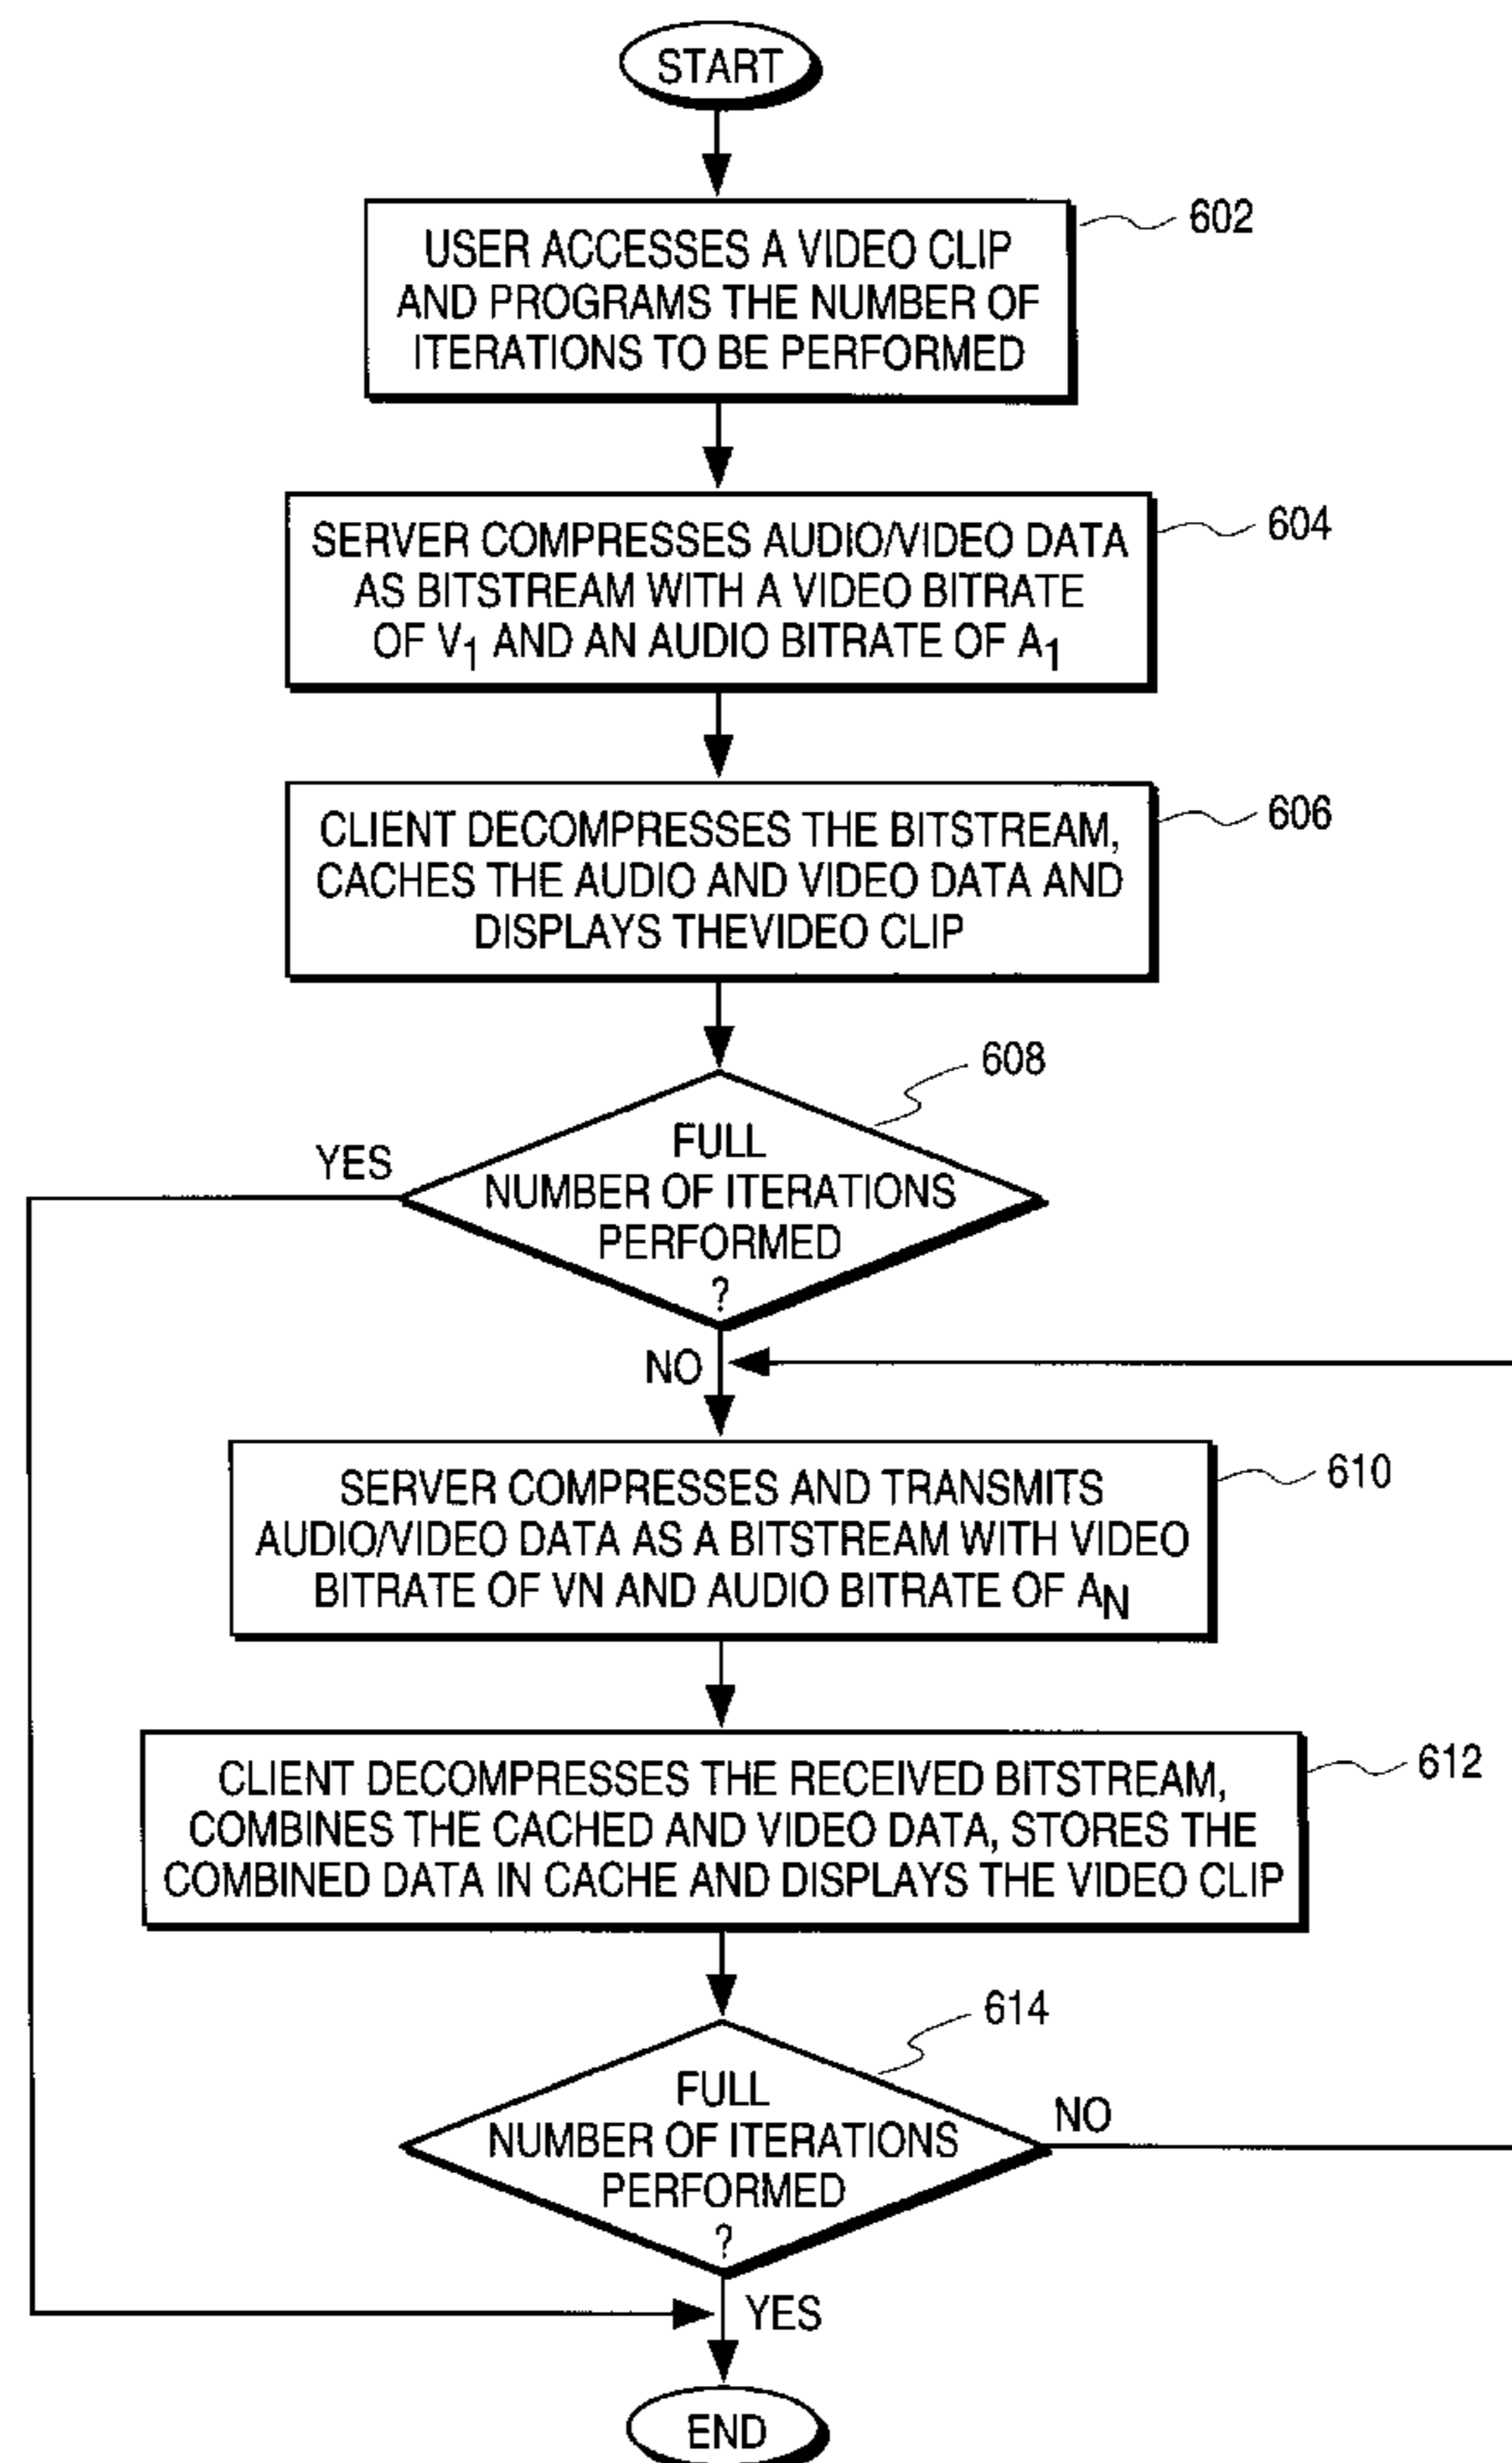 START
602
USER ACCESSES A VIDEO CLIP
AND PROGRAMS THE NUMBER OF
ITERATIONS TO BE PERFORMED
604
SERVER COMPRESSES AUDIO/VIDEO DATA
AS BITSTREAM WITH A VIDEO BITRATE
OF V1 AND AN AUDIO BITRATE OF A1
606
CLIENT DECOMPRESSES THE BITSTREAM,
CACHES THE AUDIO AND VIDEO DATA AND
DISPLAYS THEVIDEO CLIP
608
YES
FULL
NUMBER OF ITERATIONS
PERFORMED
?
NO
610
SERVER COMPRESSES AND TRANSMITS
AUDIO/VIDEO DATA AS A BITSTREAM WITH VIDEO
BITRATE OF VN AND AUDIO BITRATE OF AN
612
CLIENT DECOMPRESSES THE RECEIVED BITSTREAM,
COMBINES THE CACHED AND VIDEO DATA, STORES THE
COMBINED DATA IN CACHE AND DISPLAYS THE VIDEO CLIP
614
FULL
NUMBER OF ITERATIONS
PERFORMED
?
NO
YES
END